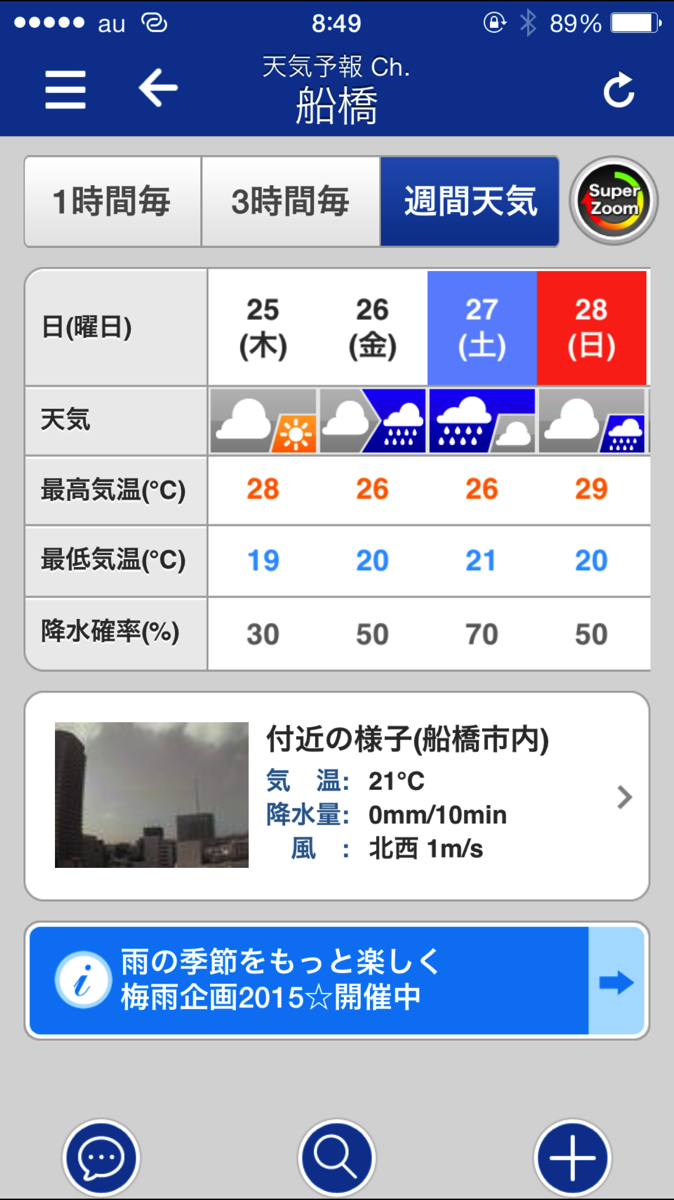 au 8:49 89%
天気予報 Ch.
船橋
1時間毎 3時間毎 週間天気 Super Zoom
日(曜日) 25 (木) 26 (金) 27 (土) 28 (日)
天気
最高気温(°C) 28 26 26 29
最低気温(°C) 19 20 21 20
降水確率(%) 30 50 70 50
付近の様子(船橋市内)
気 温: 21°C
降水量: 0mm/10min
風 : 北西 1m/s
雨の季節をもっと楽しく
梅雨企画2015☆開催中